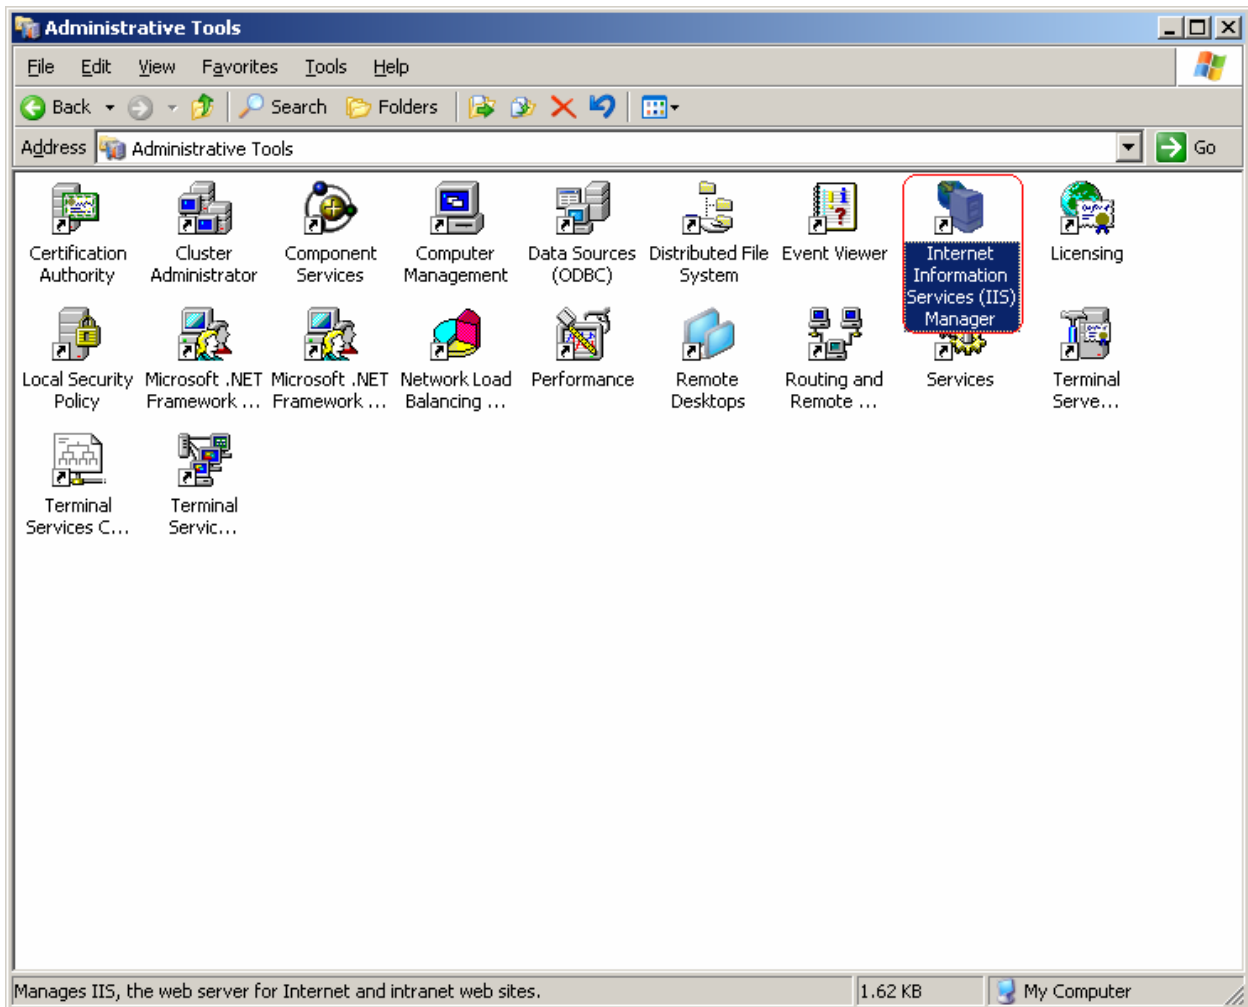 Administrative Tools
File Edit View Favorites Tools Help
Back Search Folders
Address Administrative Tools Go
Certification Authority
Cluster Administrator
Component Services
Computer Management
Data Sources (ODBC)
Distributed File System
Event Viewer
Internet Information Services (IIS) Manager
Licensing
Local Security Policy
Microsoft .NET Framework ...
Microsoft .NET Framework ...
Network Load Balancing ...
Performance
Remote Desktops
Routing and Remote ...
Services
Terminal Serve...
Terminal Services C...
Terminal Servic...
Manages IIS, the web server for Internet and intranet web sites. 1.62 KB My Computer